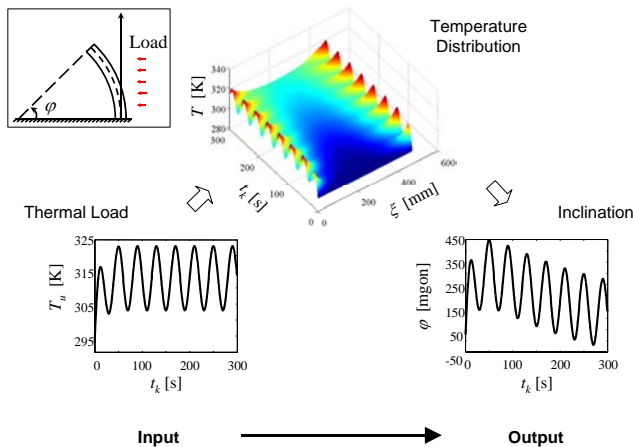 Load
φ
Temperature
Distribution
T [K]
340
320
300
280
300
200
100
0
t_k [s]
0
200
400
600
ξ [mm]
Thermal Load
T_u [K]
325
315
305
295
0
100
200
300
t_k [s]
Inclination
φ [mgon]
450
350
250
150
50
-50
0
100
200
300
t_k [s]
Input
Output